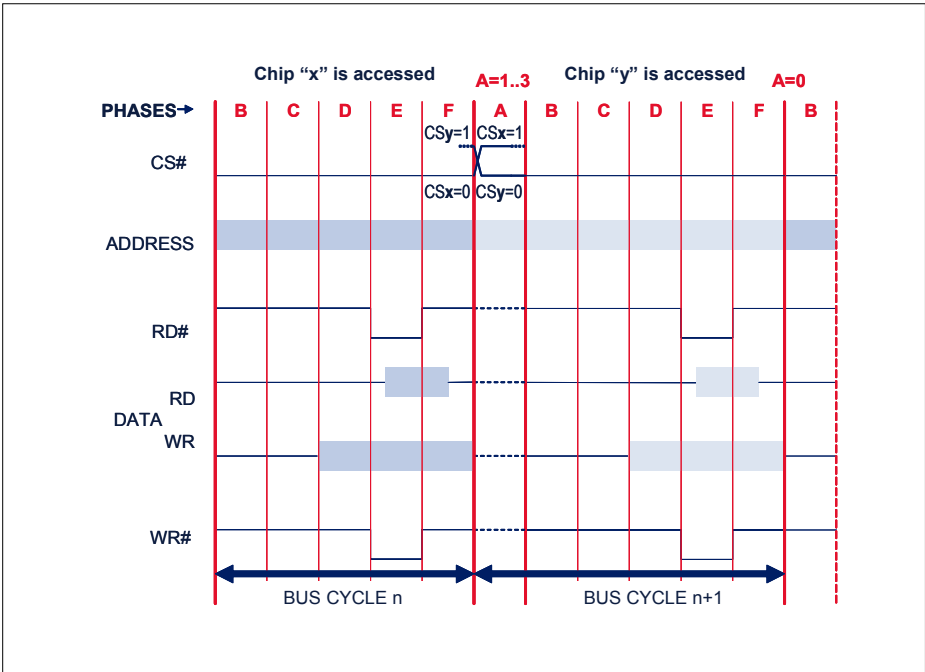 Chip “x” is accessed
A=1..3
Chip “y” is accessed
A=0
PHASES
B C D E F A B C D E F B
CSy=1 CSx=1
CS#
CSx=0 CSy=0
ADDRESS
RD#
RD
DATA
WR
WR#
BUS CYCLE n
BUS CYCLE n+1